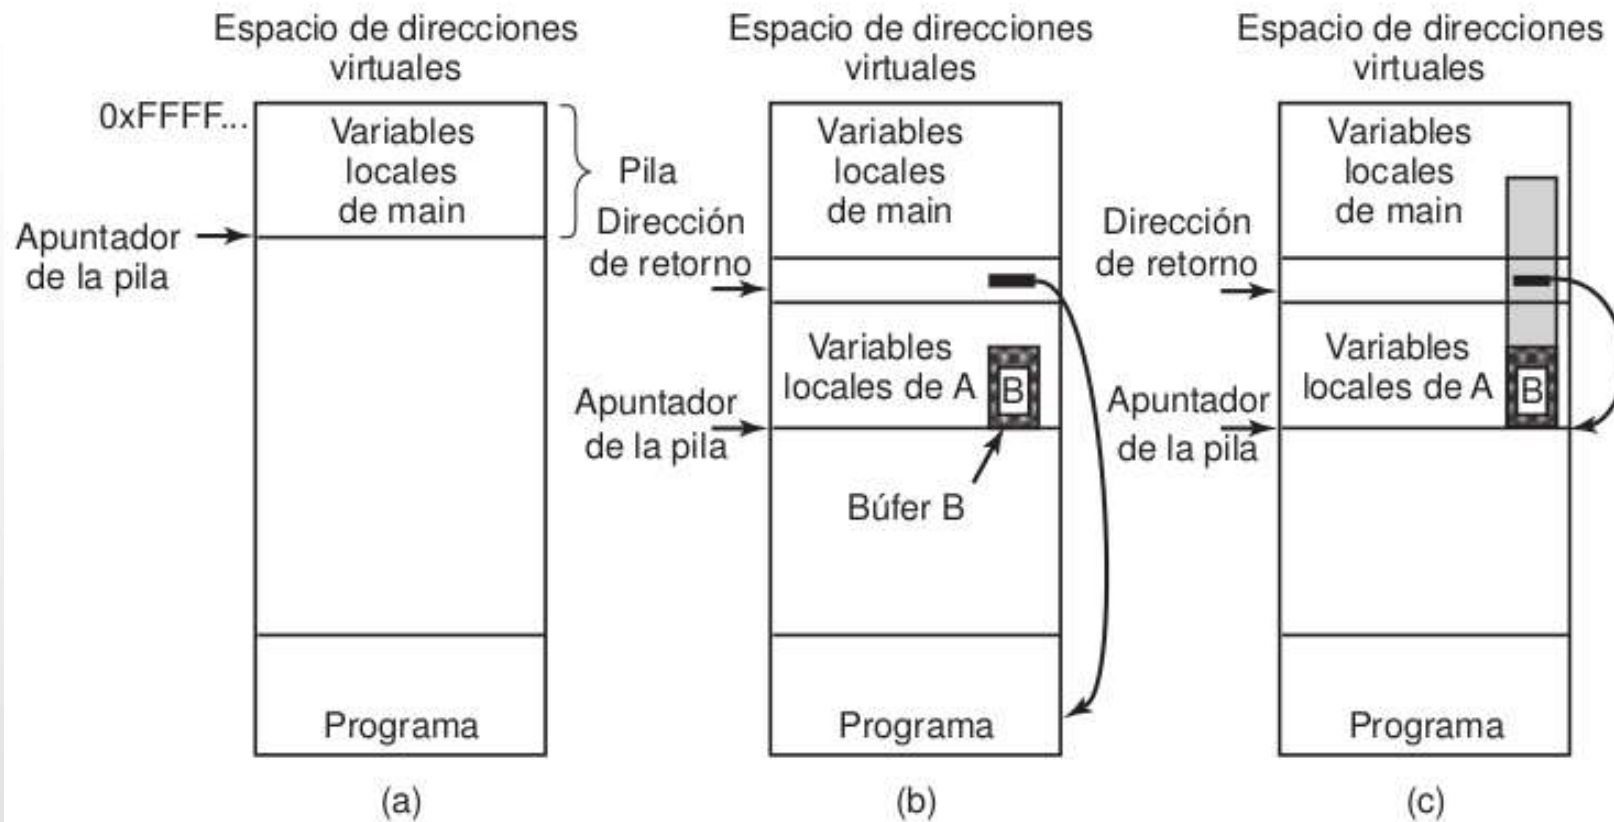 Espacio de direcciones
virtuales
0xFFFF...
Variables
locales
de main
Pila
Apuntador
de la pila
Programa
(a)
Espacio de direcciones
virtuales
Variables
locales
de main
Dirección
de retorno
Variables
locales de A
B
Apuntador
de la pila
Búfer B
Programa
(b)
Espacio de direcciones
virtuales
Variables
locales
de main
Dirección
de retorno
Variables
locales de A
B
Apuntador
de la pila
Programa
(c)